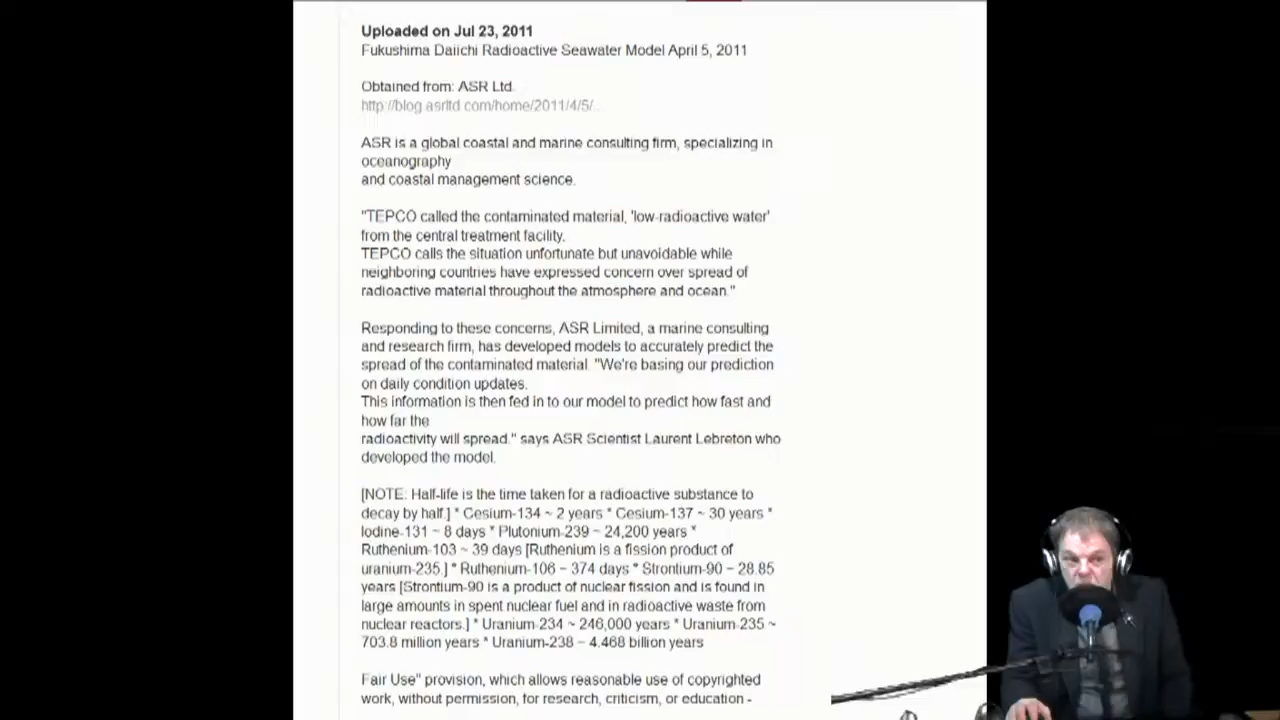 Uploaded on Jul 23, 2011
Fukushima Daiichi Radioactive Seawater Model April 5, 2011
Obtained from: ASR Ltd.
http://blog.asrltd.com/home/2011/4/5/...
ASR is a global coastal and marine consulting firm, specializing in
oceanography
and coastal management science.
"TEPCO called the contaminated material, 'low-radioactive water'
from the central treatment facility.
TEPCO calls the situation unfortunate but unavoidable while
neighboring countries have expressed concern over spread of
radioactive material throughout the atmosphere and ocean."
Responding to these concerns, ASR Limited, a marine consulting
and research firm, has developed models to accurately predict the
spread of the contaminated material. "We're basing our prediction
on daily condition updates.
This information is then fed in to our model to predict how fast and
how far the
radioactivity will spread." says ASR Scientist Laurent Lebreton who
developed the model.
[NOTE: Half-life is the time taken for a radioactive substance to
decay by half.] * Cesium-134 ~ 2 years * Cesium-137 ~ 30 years *
Iodine-131 ~ 8 days * Plutonium-239 ~ 24,200 years *
Ruthenium-103 ~ 39 days [Ruthenium is a fission product of
uranium-235.] * Ruthenium-106 ~ 374 days * Strontium-90 ~ 28.85
years [Strontium-90 is a product of nuclear fission and is found in
large amounts in spent nuclear fuel and in radioactive waste from
nuclear reactors.] * Uranium-234 ~ 246,000 years * Uranium-235 ~
703.8 million years * Uranium-238 ~ 4.468 billion years
Fair Use" provision, which allows reasonable use of copyrighted
work, without permission, for research, criticism, or education -